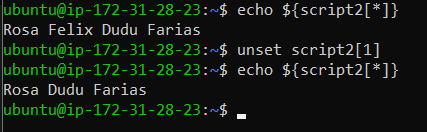 ubuntu@ip-172-31-28-23:~$ echo ${script2[*]}
Rosa Felix Dudu Farias
ubuntu@ip-172-31-28-23:~$ unset script2[1]
ubuntu@ip-172-31-28-23:~$ echo ${script2[*]}
Rosa Dudu Farias
ubuntu@ip-172-31-28-23:~$